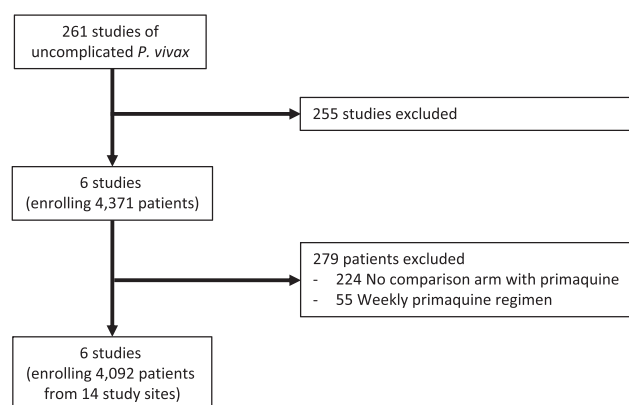 261 studies of
uncomplicated P. vivax
255 studies excluded
6 studies
(enrolling 4,371 patients)
279 patients excluded
- 224 No comparison arm with primaquine
- 55 Weekly primaquine regimen
6 studies
(enrolling 4,092 patients
from 14 study sites)